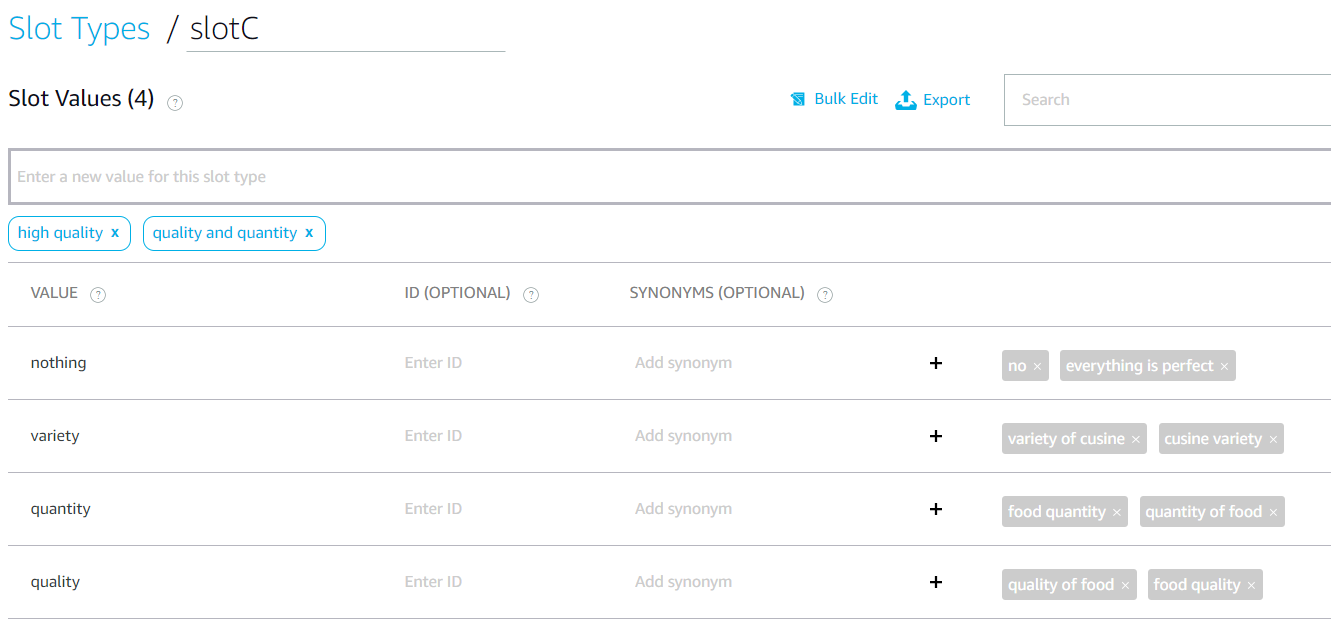 Slot Types / slotC
Slot Values (4) ? Bulk Edit Export Search
Enter a new value for this slot type
high quality x quality and quantity x
VALUE ? ID (OPTIONAL) ? SYNONYMS (OPTIONAL) ?
nothing Enter ID Add synonym + no × everything is perfect ×
variety Enter ID Add synonym + variety of cusine × cusine variety ×
quantity Enter ID Add synonym + food quantity × quantity of food ×
quality Enter ID Add synonym + quality of food × food quality ×